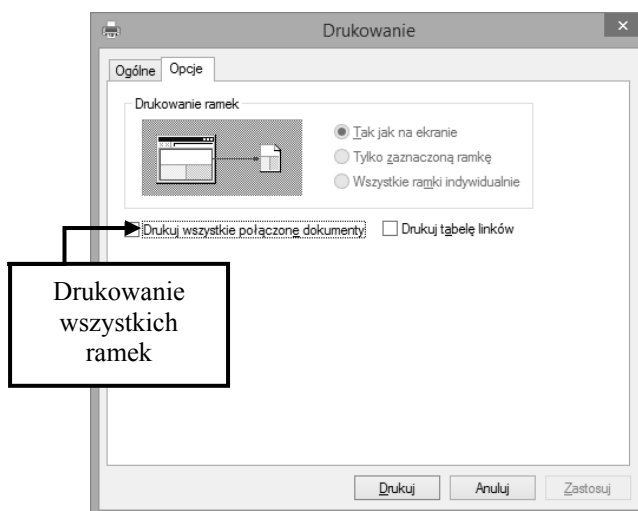 Drukowanie
Ogólne Opcje
Drukowanie ramek
Tak jak na ekranie
Tylko zaznaczoną ramkę
Wszystkie ramki indywidualnie
Drukuj wszystkie połączone dokumenty Drukuj tabelę linków
Drukowanie
wszystkich
ramek
Drukuj Anuluj Zastosuj